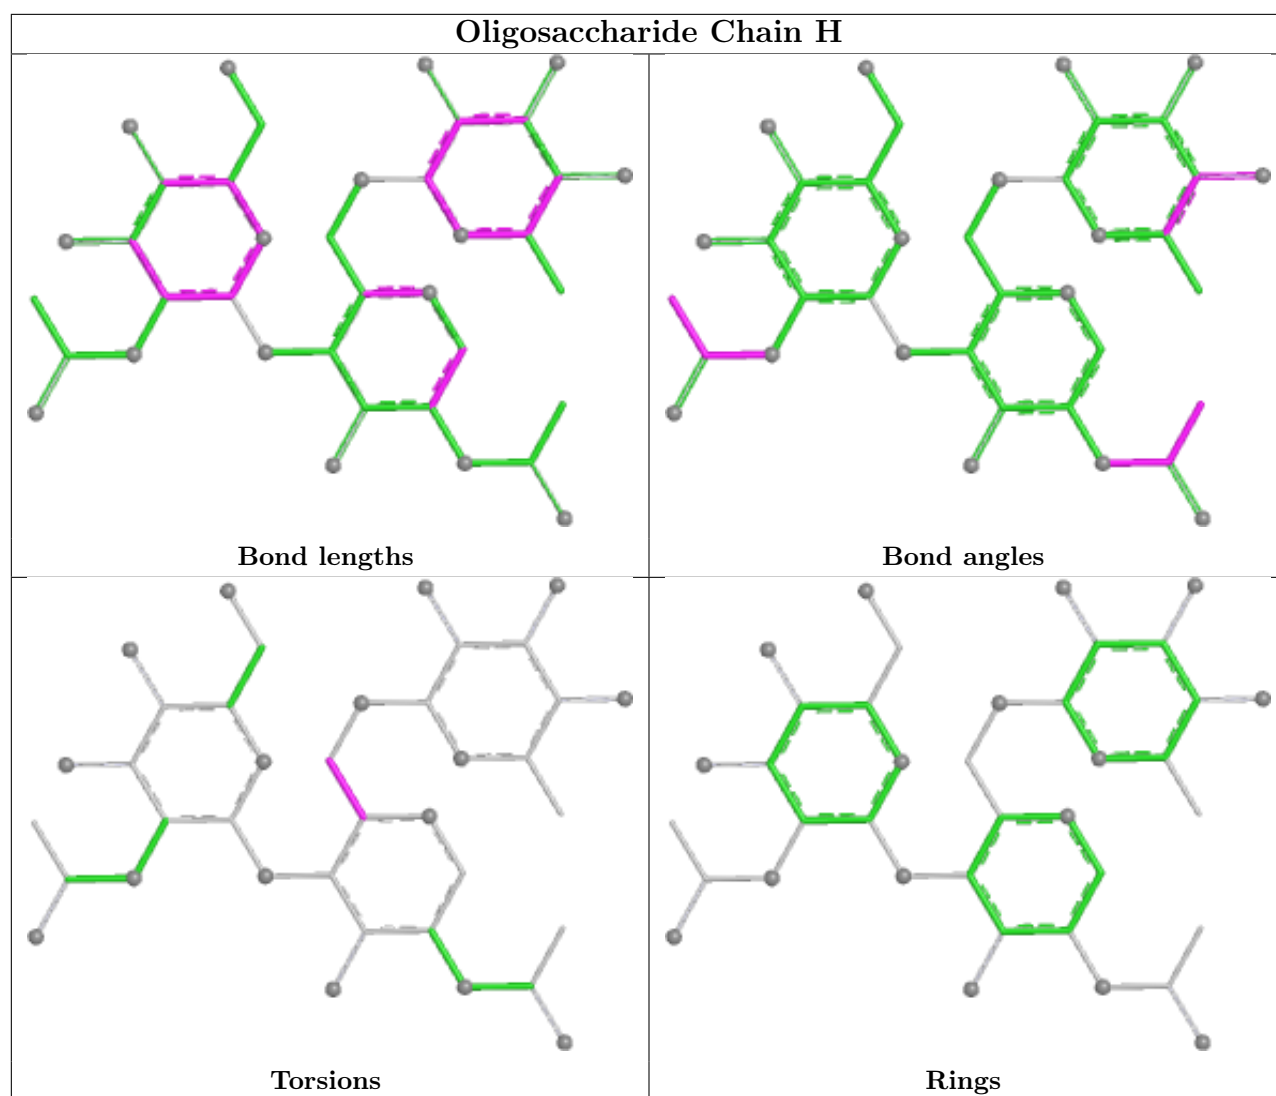 Oligosaccharide Chain H
Bond lengths
Bond angles
Torsions
Rings